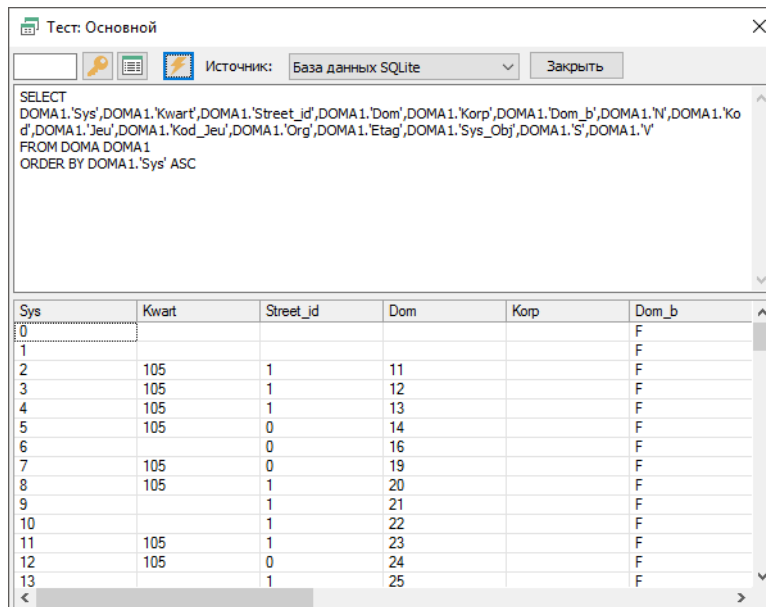 Тест: Основной
Источник: База данных SQLite Закрыть
SELECT
DOMA1.'Sys',DOMA1.'Kwart',DOMA1.'Street_id',DOMA1.'Dom',DOMA1.'Korp',DOMA1.'Dom_b',DOMA1.'N',DOMA1.'Ko
d',DOMA1.'Jeu',DOMA1.'Kod_Jeu',DOMA1.'Org',DOMA1.'Etag',DOMA1.'Sys_Obj',DOMA1.'S',DOMA1.'V'
FROM DOMA DOMA1
ORDER BY DOMA1.'Sys' ASC
Sys Kwart Street_id Dom Korp Dom_b
0 F
1 F
2 105 1 11 F
3 105 1 12 F
4 105 1 13 F
5 105 0 14 F
6 0 16 F
7 105 0 19 F
8 105 1 20 F
9 1 21 F
10 1 22 F
11 105 1 23 F
12 105 0 24 F
13 1 25 F